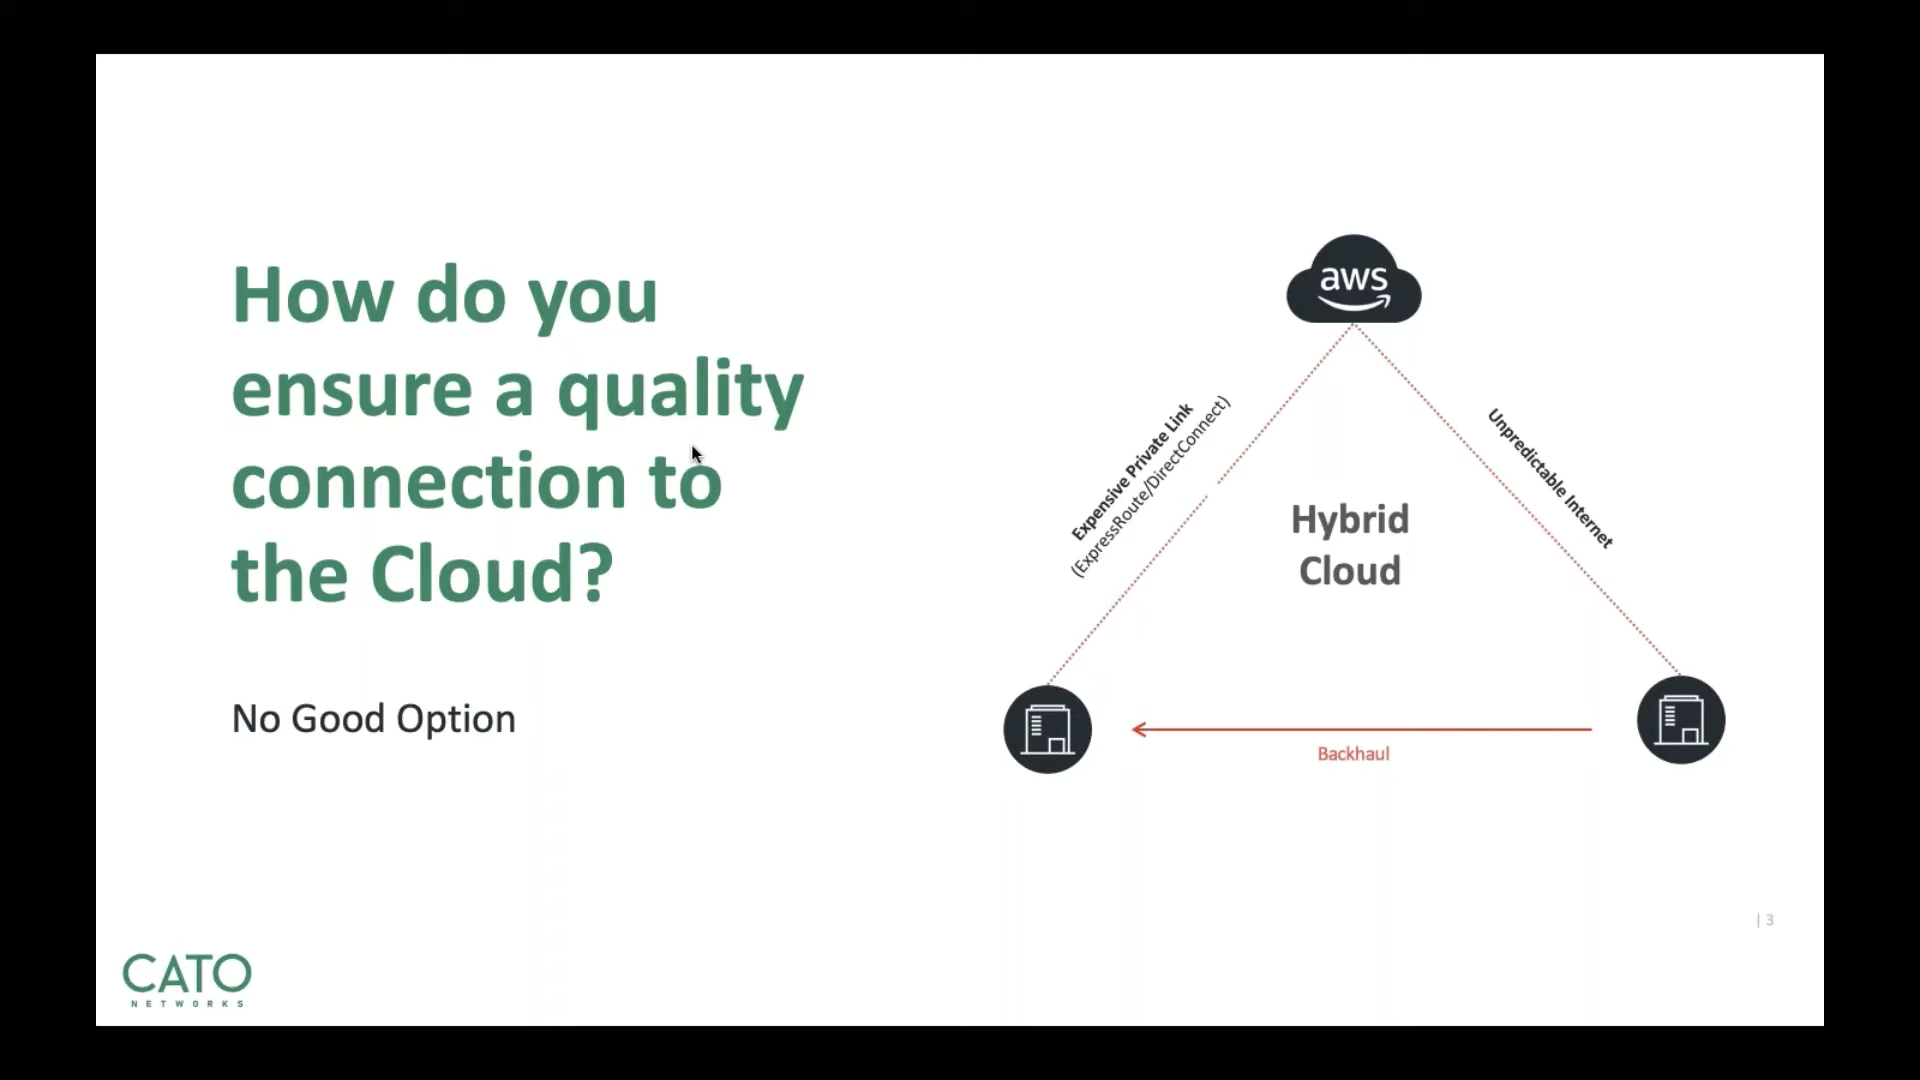 How do you
ensure a quality
connection to
the Cloud?
No Good Option
aws
Expensive Private Link
(ExpressRoute/DirectConnect)
Unpredictable Internet
Hybrid
Cloud
Backhaul
| 3
CATO
NETWORKS